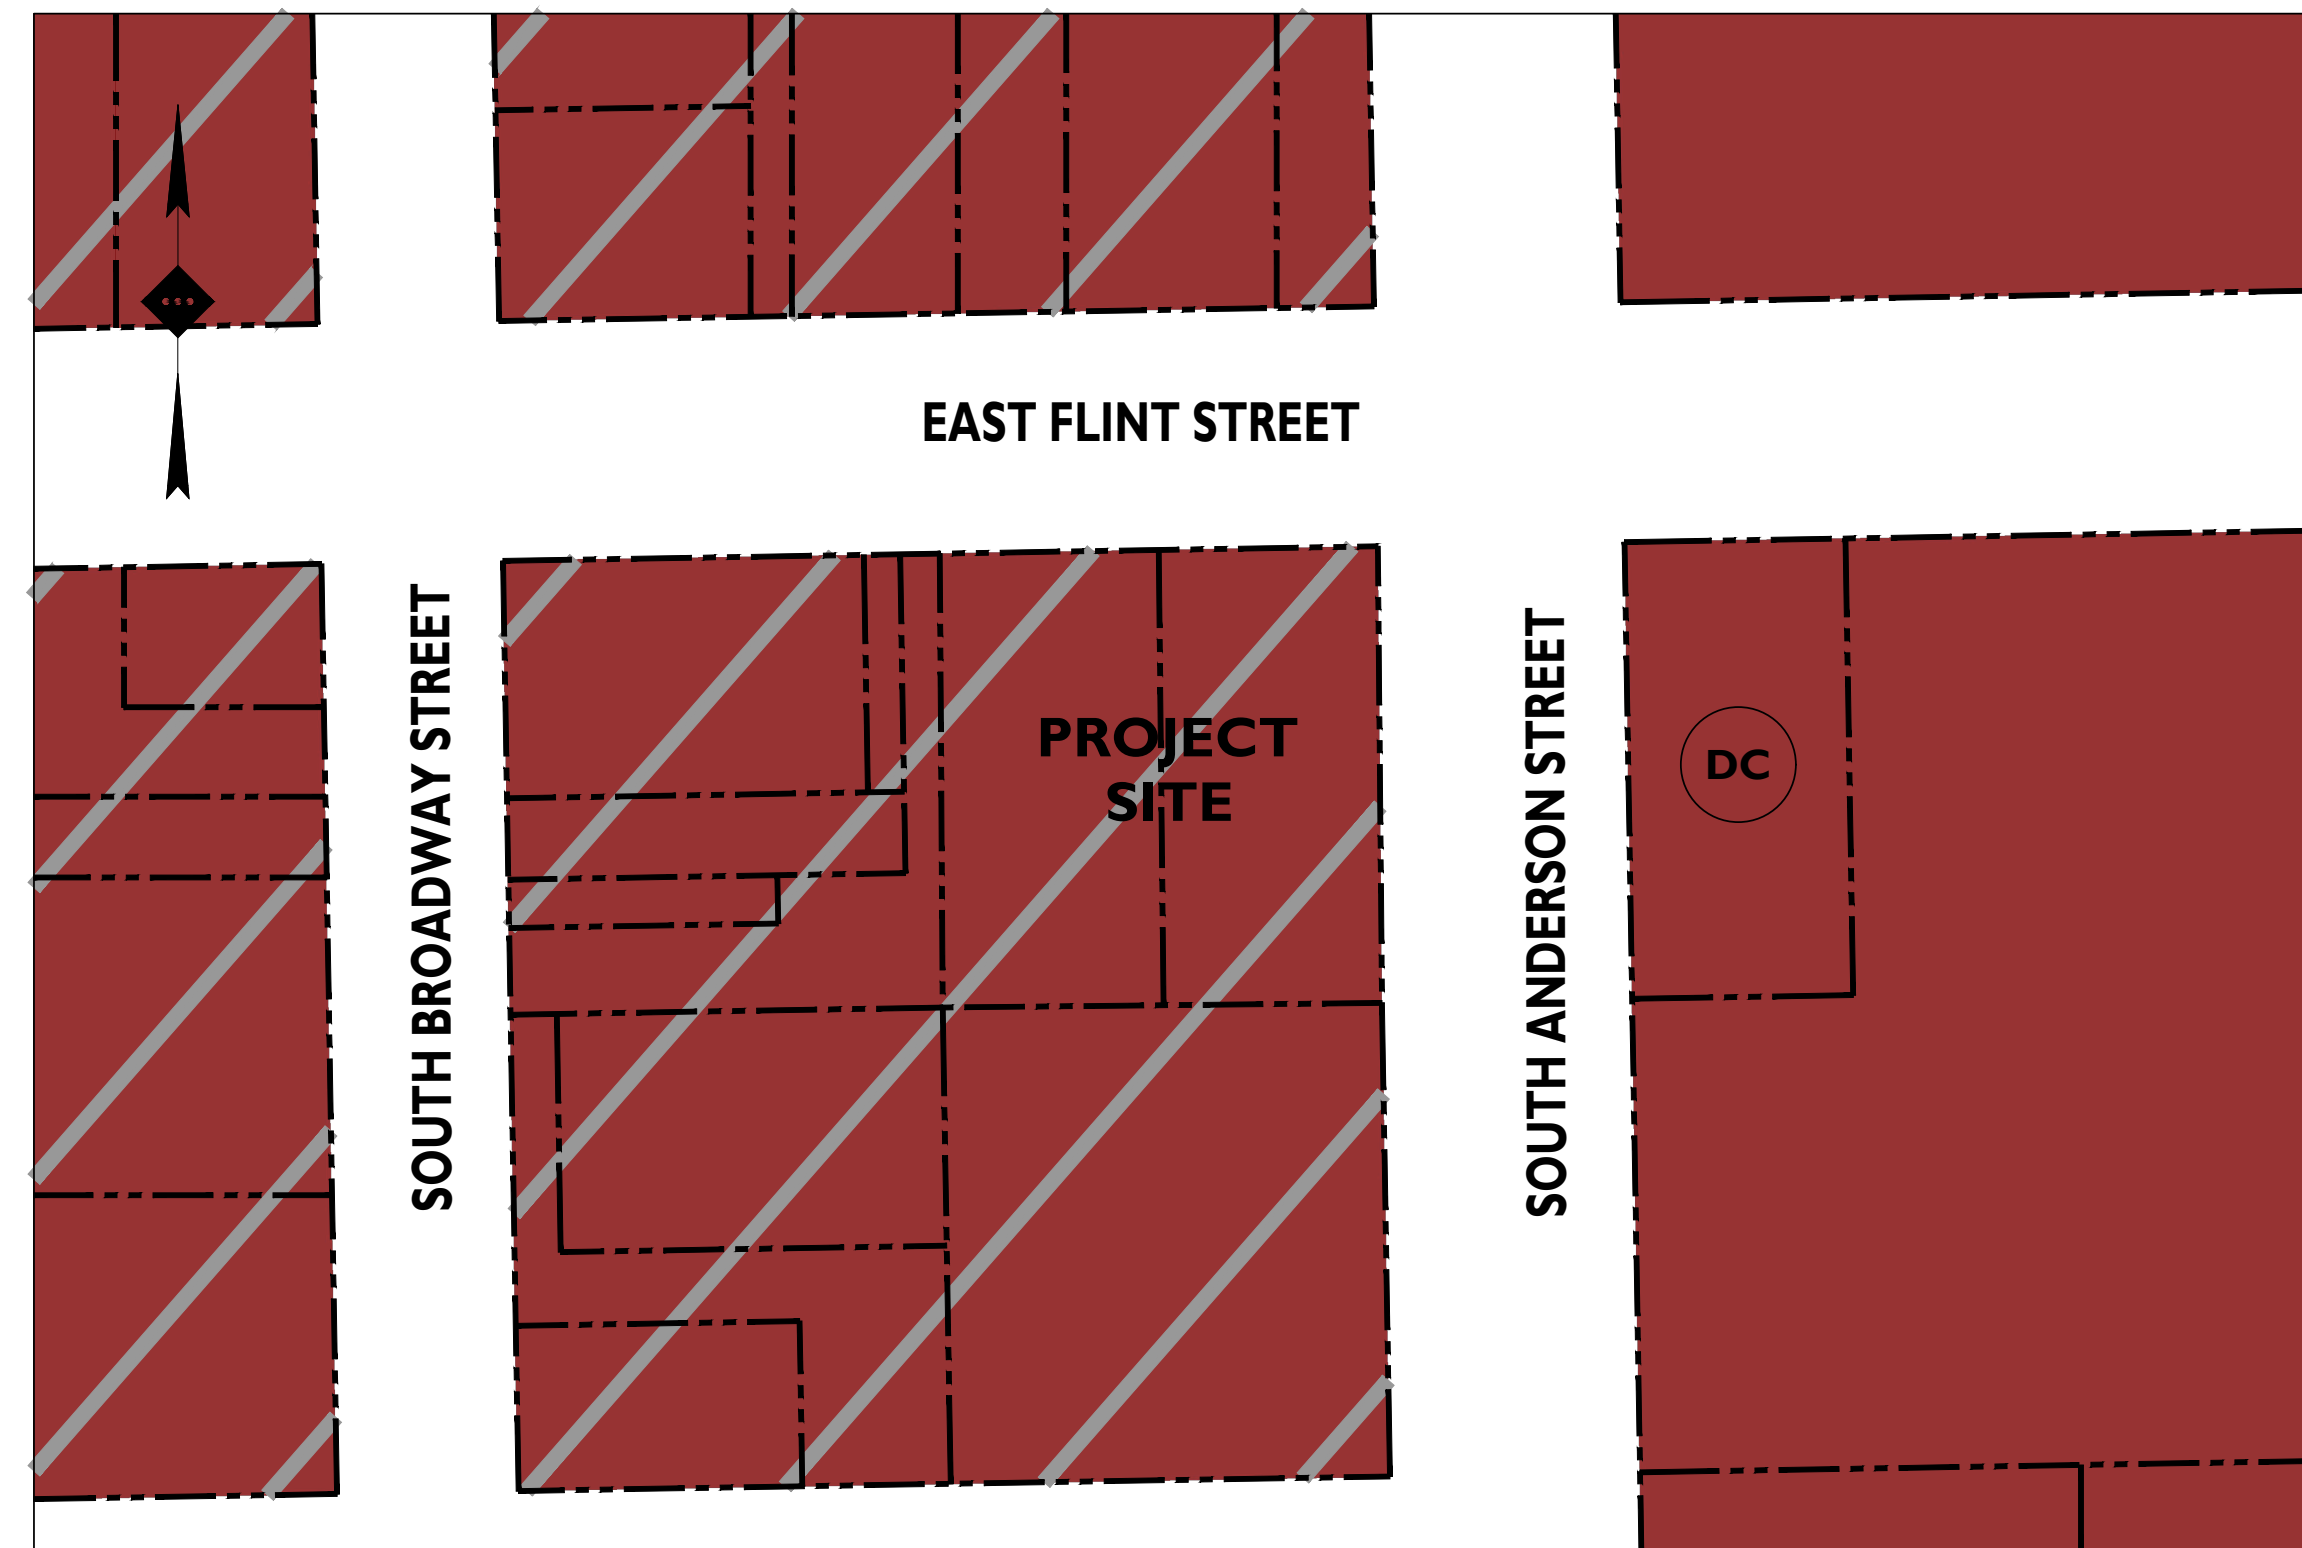 EAST FLINT STREET
SOUTH BROADWAY STREET
PROJECT
SITE
SOUTH ANDERSON STREET
DC